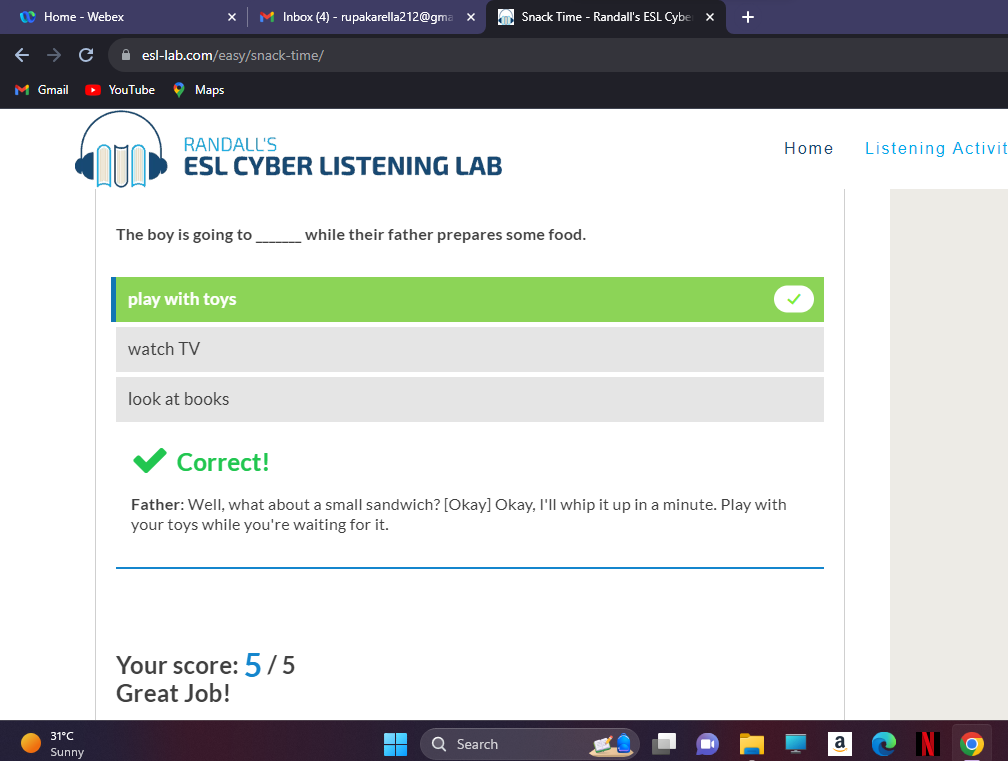 Home - Webex
Inbox (4) - rupakarella212@gma
Snack Time - Randall's ESL Cyber
esl-lab.com/easy/snack-time/
Gmail
YouTube
Maps
RANDALL'S
ESL CYBER LISTENING LAB
Home
Listening Activit
The boy is going to _______ while their father prepares some food.
play with toys
watch TV
look at books
Correct!
Father: Well, what about a small sandwich? [Okay] Okay, I'll whip it up in a minute. Play with
your toys while you're waiting for it.
Your score: 5 / 5
Great Job!
31°C
Sunny
Search